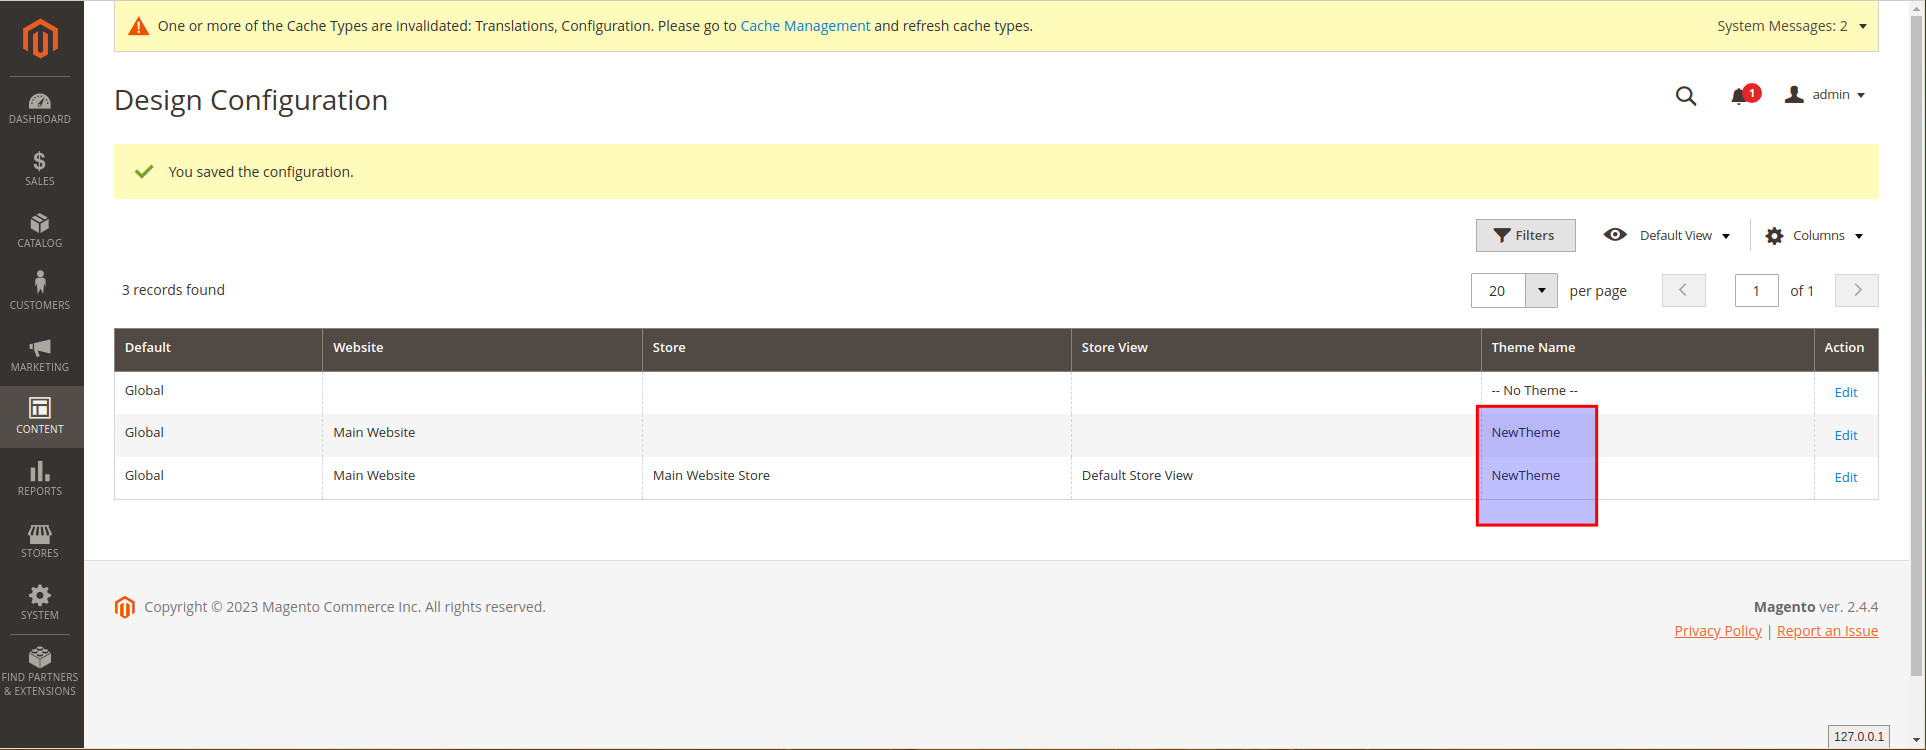 One or more of the Cache Types are invalidated: Translations, Configuration. Please go to Cache Management and refresh cache types.
System Messages: 2
Design Configuration
1
admin
You saved the configuration.
Filters
Default View
Columns
3 records found
20
per page
1
of 1
Default Website Store Store View Theme Name Action
Global -- No Theme -- Edit
Global Main Website NewTheme Edit
Global Main Website Main Website Store Default Store View NewTheme Edit
Copyright © 2023 Magento Commerce Inc. All rights reserved.
Magento ver. 2.4.4
Privacy Policy | Report an Issue
DASHBOARD
SALES
CATALOG
CUSTOMERS
MARKETING
CONTENT
REPORTS
STORES
SYSTEM
FIND PARTNERS
& EXTENSIONS
127.0.0.1